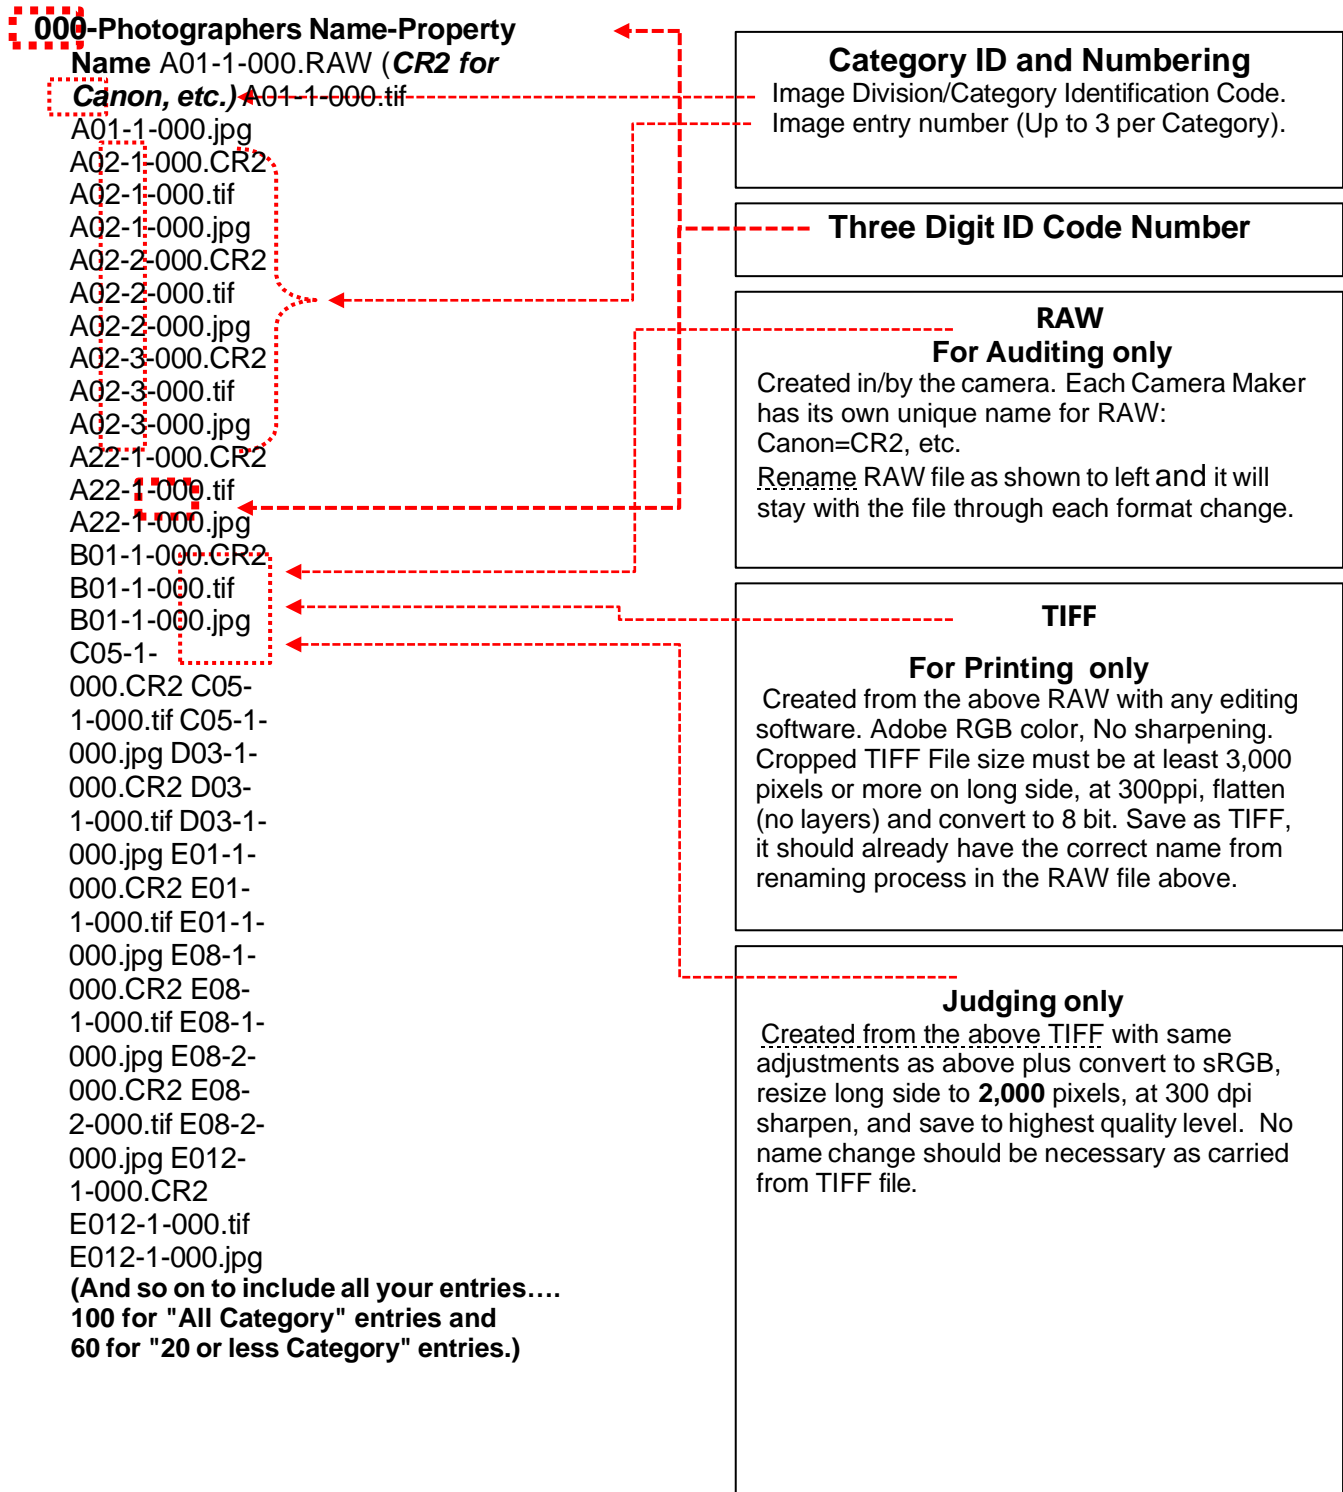 000-Photographers Name-Property
Name A01-1-000.RAW (CR2 for
Canon, etc.) A01-1-000.tif
A01-1-000.jpg
A02-1-000.CR2
A02-1-000.tif
A02-1-000.jpg
A02-2-000.CR2
A02-2-000.tif
A02-2-000.jpg
A02-3-000.CR2
A02-3-000.tif
A02-3-000.jpg
A22-1-000.CR2
A22-1-000.tif
A22-1-000.jpg
B01-1-000.CR2
B01-1-000.tif
B01-1-000.jpg
C05-1-
000.CR2 C05-
1-000.tif C05-1-
000.jpg D03-1-
000.CR2 D03-
1-000.tif D03-1-
000.jpg E01-1-
000.CR2 E01-
1-000.tif E01-1-
000.jpg E08-1-
000.CR2 E08-
1-000.tif E08-1-
000.jpg E08-2-
000.CR2 E08-
2-000.tif E08-2-
000.jpg E012-
1-000.CR2
E012-1-000.tif
E012-1-000.jpg
(And so on to include all your entries….
100 for "All Category" entries and
60 for "20 or less Category" entries.)
Category ID and Numbering
Image Division/Category Identification Code.
Image entry number (Up to 3 per Category).
Three Digit ID Code Number
RAW
For Auditing only
Created in/by the camera. Each Camera Maker
has its own unique name for RAW:
Canon=CR2, etc.
Rename RAW file as shown to left and it will
stay with the file through each format change.
TIFF
For Printing only
Created from the above RAW with any editing
software. Adobe RGB color, No sharpening.
Cropped TIFF File size must be at least 3,000
pixels or more on long side, at 300ppi, flatten
(no layers) and convert to 8 bit. Save as TIFF,
it should already have the correct name from
renaming process in the RAW file above.
Judging only
Created from the above TIFF with same
adjustments as above plus convert to sRGB,
resize long side to 2,000 pixels, at 300 dpi
sharpen, and save to highest quality level. No
name change should be necessary as carried
from TIFF file.